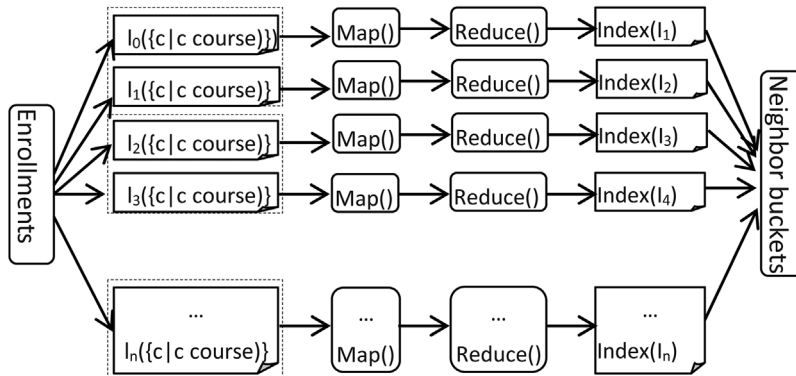 Enrollments
I₀({c|c course)})
Map()
Reduce()
Index(I₁)
I₁({c|c course)}
Map()
Reduce()
Index(I₂)
I₂({c|c course)}
Map()
Reduce()
Index(I₃)
I₃({c|c course)}
Map()
Reduce()
Index(I₄)
...
Iₙ({c|c course)}
...
Map()
...
Reduce()
...
Index(Iₙ)
Neighbor buckets